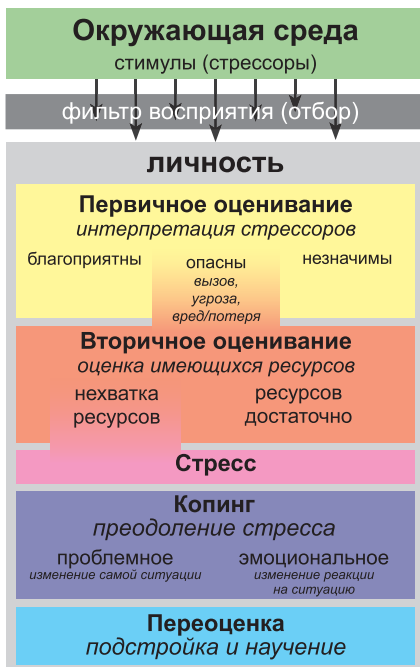 Окружающая среда
стимулы (стрессоры)
фильтр восприятия (отбор)
личность
Первичное оценивание
интерпретация стрессоров
благоприятны опасны незначимы
вызов,
угроза,
вред/потеря
Вторичное оценивание
оценка имеющихся ресурсов
нехватка ресурсов
ресурсов достаточно
Стресс
Копинг
преодоление стресса
проблемное эмоциональное
изменение самой ситуации изменение реакции
на ситуацию
Переоценка
подстройка и научение